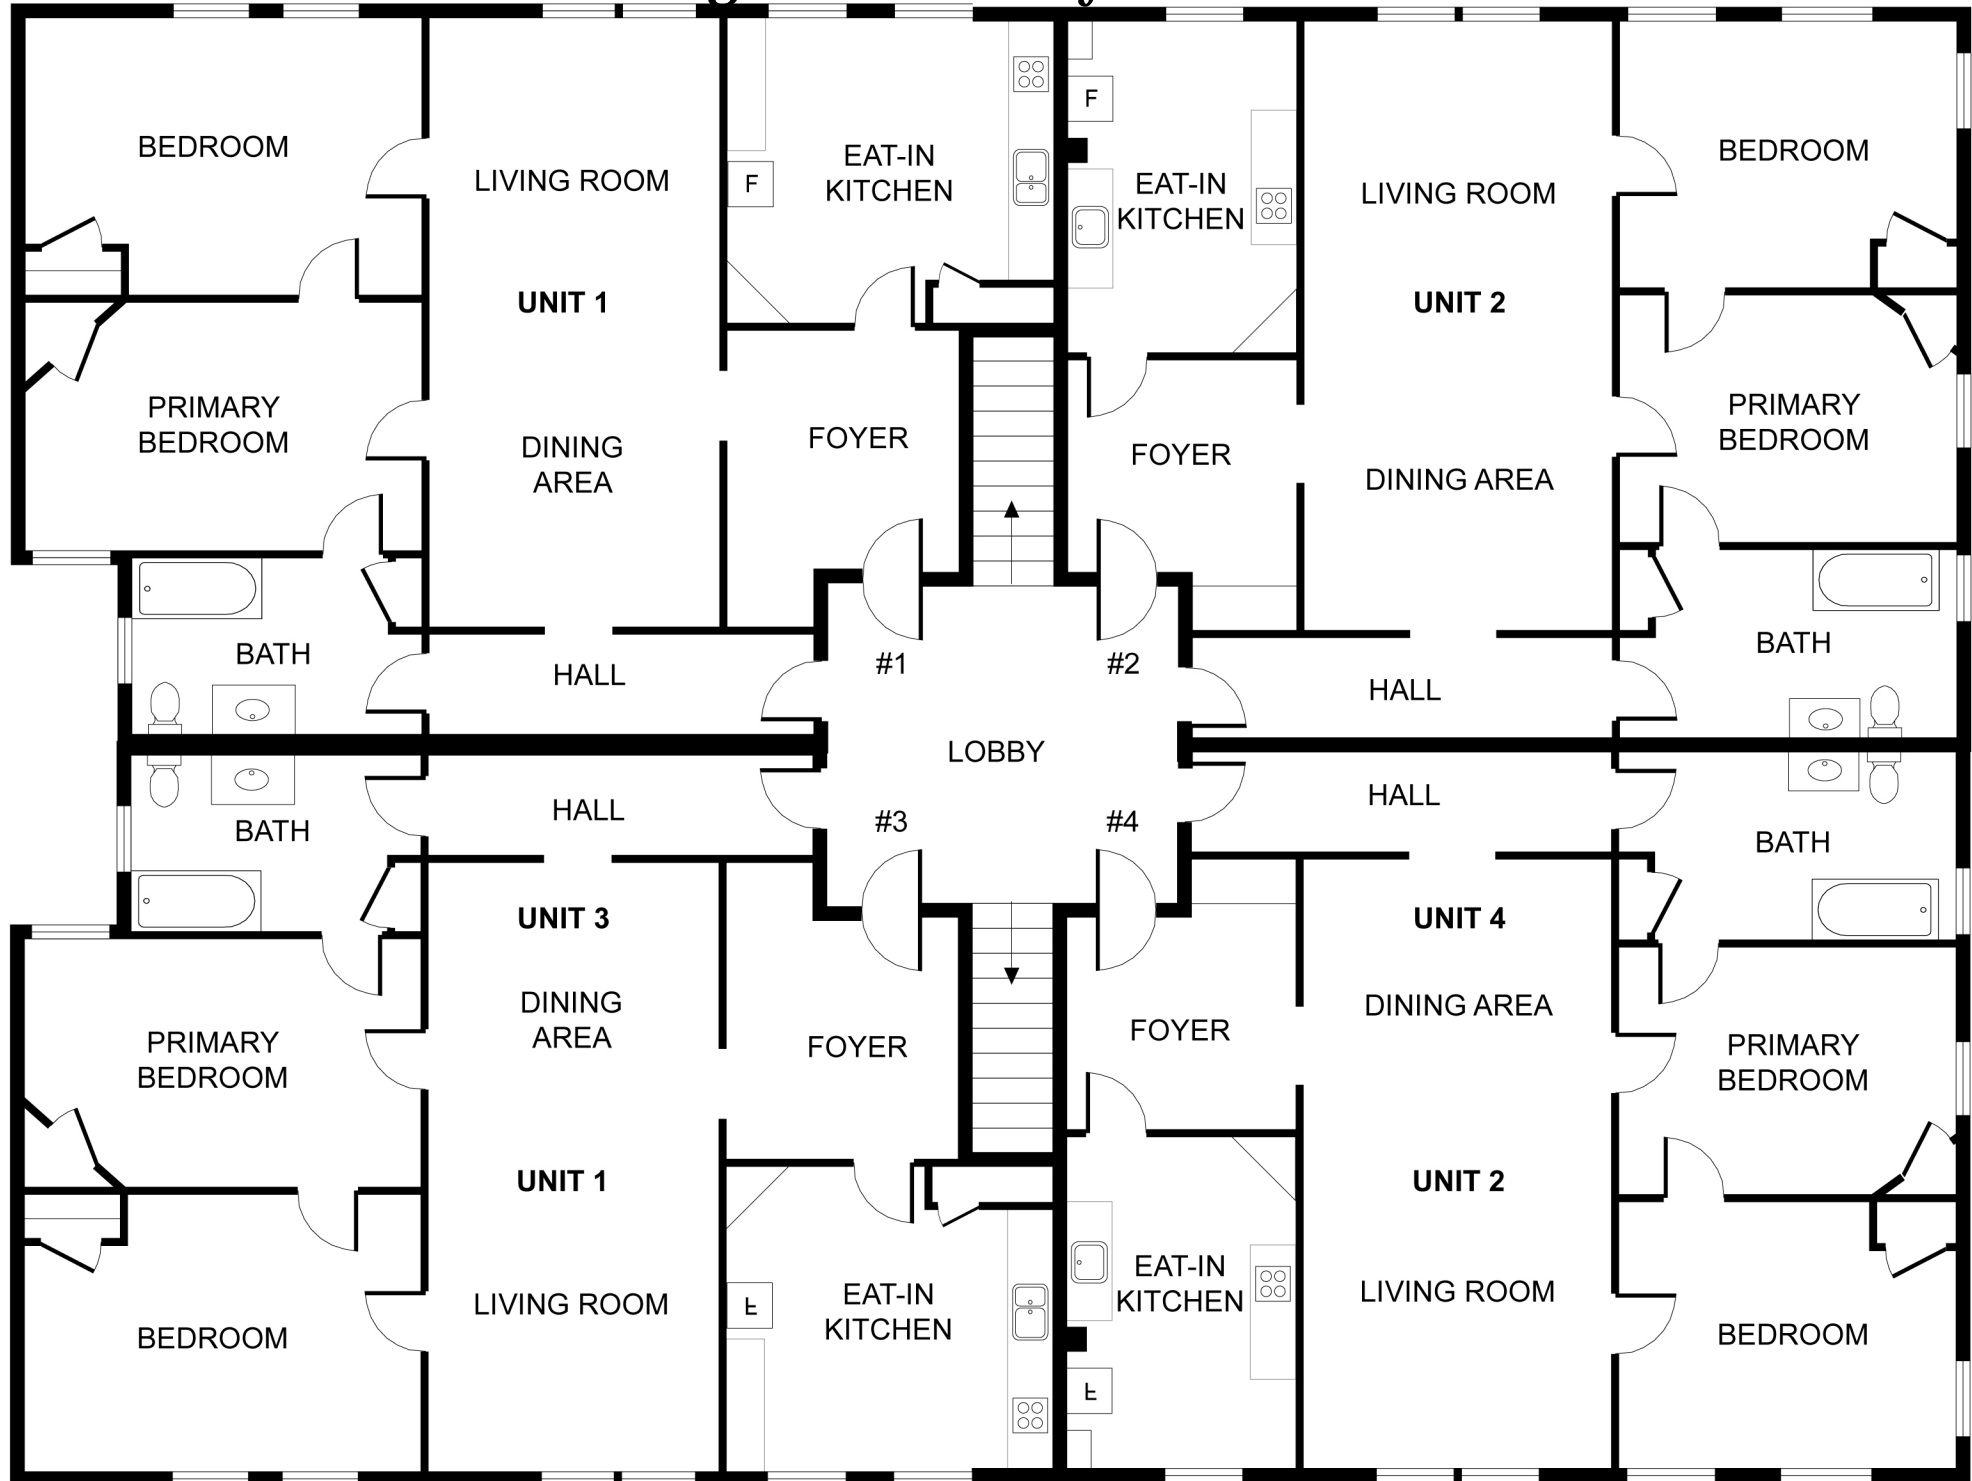 BEDROOM
LIVING ROOM
EAT-IN
KITCHEN
F
UNIT 1
PRIMARY
BEDROOM
DINING
AREA
FOYER
BATH
HALL
#1
F
EAT-IN
KITCHEN
LIVING ROOM
BEDROOM
UNIT 2
FOYER
DINING AREA
PRIMARY
BEDROOM
#2
HALL
BATH
LOBBY
BATH
HALL
#3
UNIT 3
DINING
AREA
FOYER
PRIMARY
BEDROOM
UNIT 1
BEDROOM
LIVING ROOM
F
EAT-IN
KITCHEN
#4
HALL
BATH
UNIT 4
FOYER
DINING AREA
PRIMARY
BEDROOM
UNIT 2
EAT-IN
KITCHEN
LIVING ROOM
BEDROOM
F